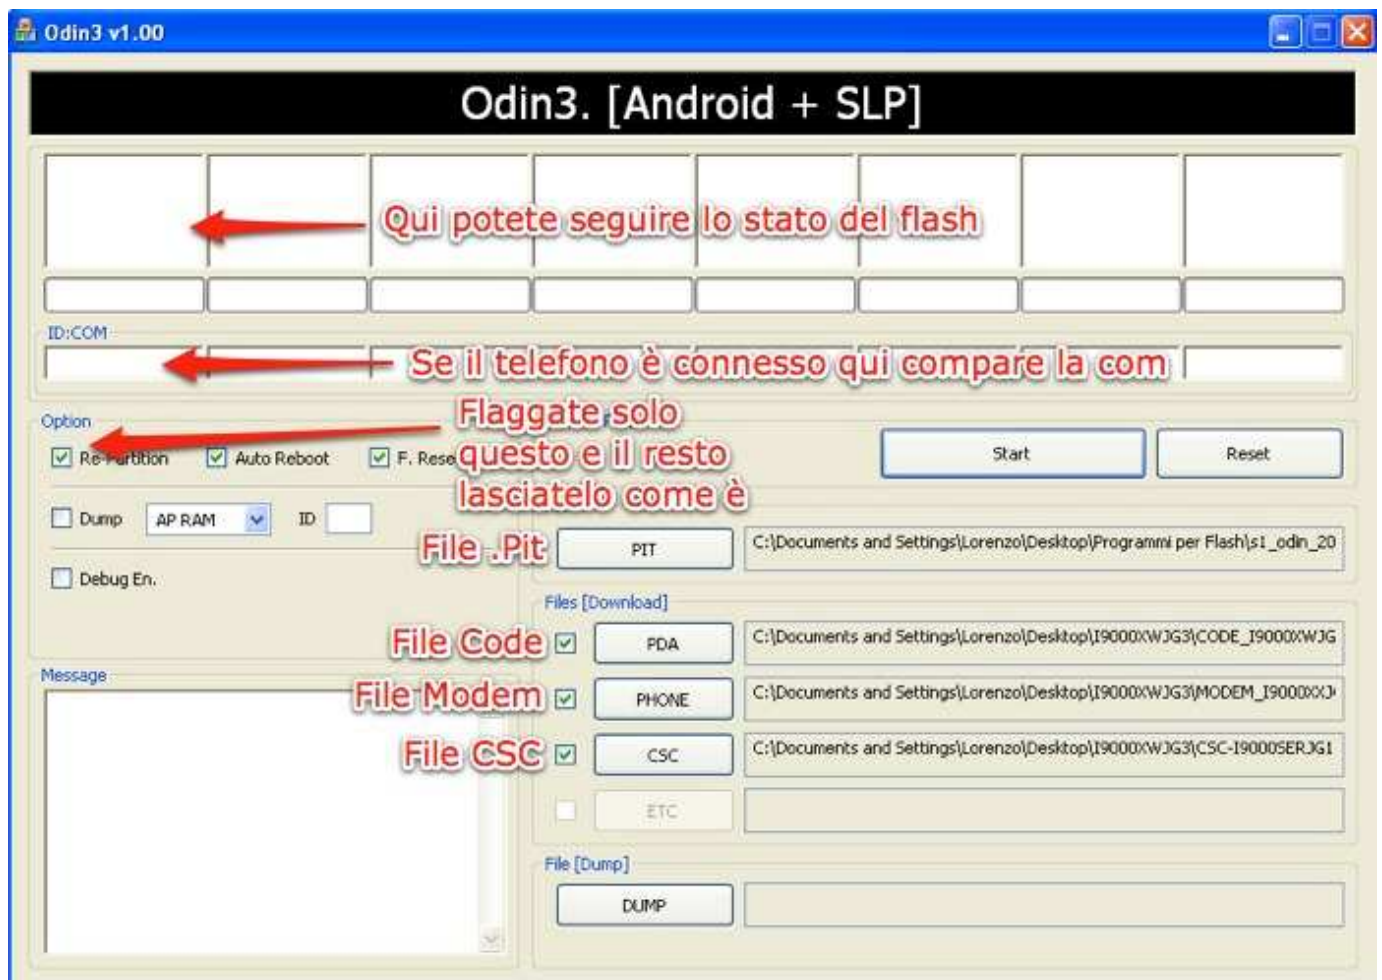 Odin3 v1.00
Odin3. [Android + SLP]
Qui potete seguire lo stato del flash
ID:COM
Se il telefono è connesso qui compare la com
Option
Flaggate solo
questo e il resto
lasciatelo come è
Re-Partition
Auto Reboot
F. Rese
Start
Reset
Dump
AP RAM
ID
File .Pit
PIT
C:\Documents and Settings\Lorenzo\Desktop\Programmi per Flash\s1_odin_20
Debug En.
Files [Download]
File Code
PDA
C:\Documents and Settings\Lorenzo\Desktop\I9000XWJG3\CODE_I9000XWJG
Message
File Modem
PHONE
C:\Documents and Settings\Lorenzo\Desktop\I9000XWJG3\MODEM_I9000XXJ
File CSC
CSC
C:\Documents and Settings\Lorenzo\Desktop\I9000XWJG3\CSC-I9000SERJG1
ETC
File [Dump]
DUMP